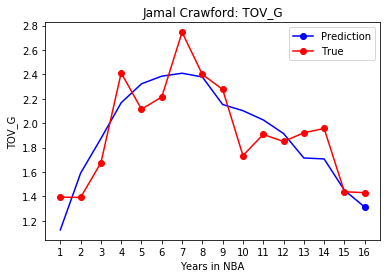 Jamal Crawford: TOV_G
Prediction
True
2.8
2.6
2.4
2.2
2.0
1.8
1.6
1.4
1.2
TOV_G
1 2 3 4 5 6 7 8 9 10 11 12 13 14 15 16
Years in NBA